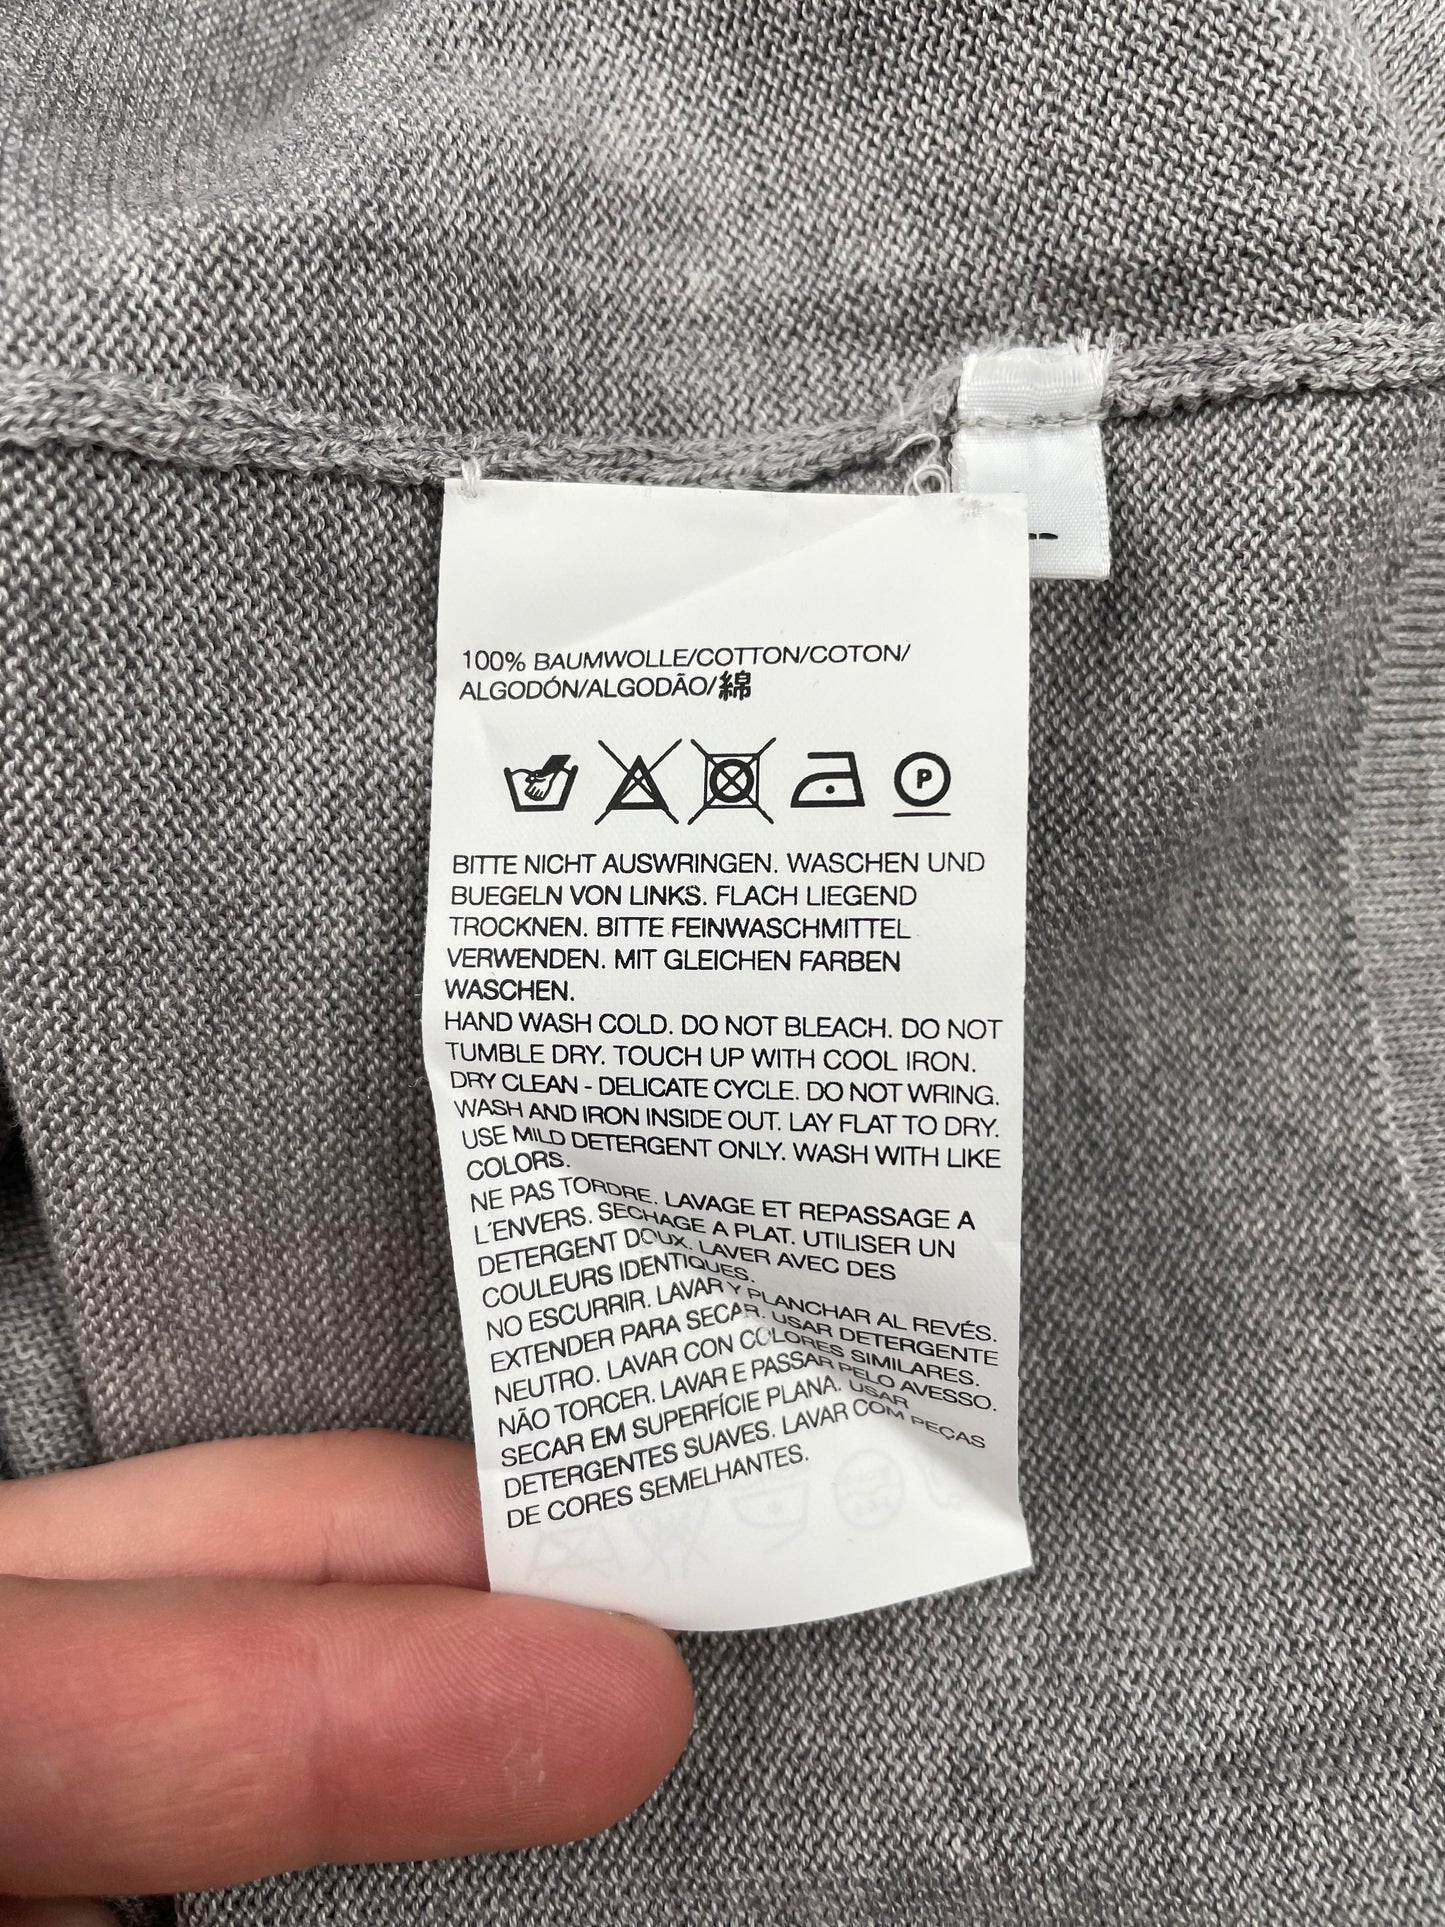 100% BAUMWOLLE/COTTON/COTON/
ALGODÓN/ALGODÃO/綿
P
BITTE NICHT AUSWRINGEN. WASCHEN UND
BUEGELN VON LINKS. FLACH LIEGEND
TROCKNEN. BITTE FEINWASCHMITTEL
VERWENDEN. MIT GLEICHEN FARBEN
WASCHEN.
HAND WASH COLD. DO NOT BLEACH. DO NOT
TUMBLE DRY. TOUCH UP WITH COOL IRON.
DRY CLEAN - DELICATE CYCLE. DO NOT WRING.
WASH AND IRON INSIDE OUT. LAY FLAT TO DRY.
USE MILD DETERGENT ONLY. WASH WITH LIKE
COLORS.
NE PAS TORDRE. LAVAGE ET REPASSAGE A
L'ENVERS. SECHAGE A PLAT. UTILISER UN
DETERGENT DOUX. LAVER AVEC DES
COULEURS IDENTIQUES.
NO ESCURRIR. LAVAR Y PLANCHAR AL REVÉS.
EXTENDER PARA SECAR. USAR DETERGENTE
NEUTRO. LAVAR CON COLORES SIMILARES.
NÃO TORCER. LAVAR E PASSAR PELO AVESSO.
SECAR EM SUPERFÍCIE PLANA. USAR
DETERGENTES SUAVES. LAVAR COM PEÇAS
DE CORES SEMELHANTES.